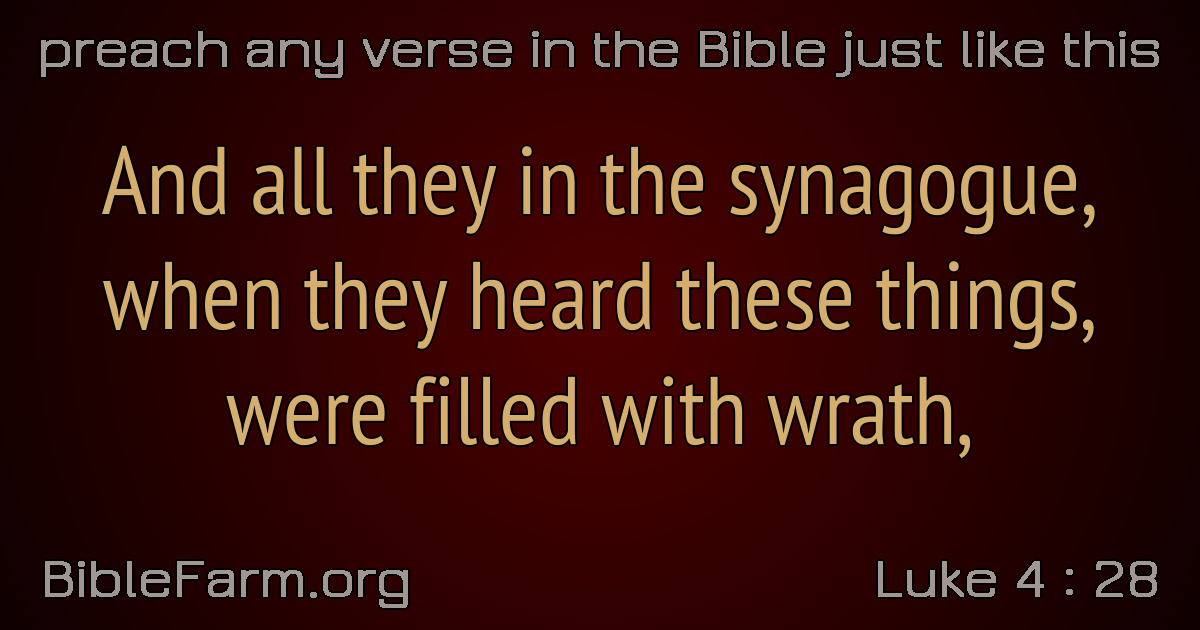 preach any verse in the Bible just like this
And all they in the synagogue,
when they heard these things,
were filled with wrath,
BibleFarm.org
Luke 4 : 28